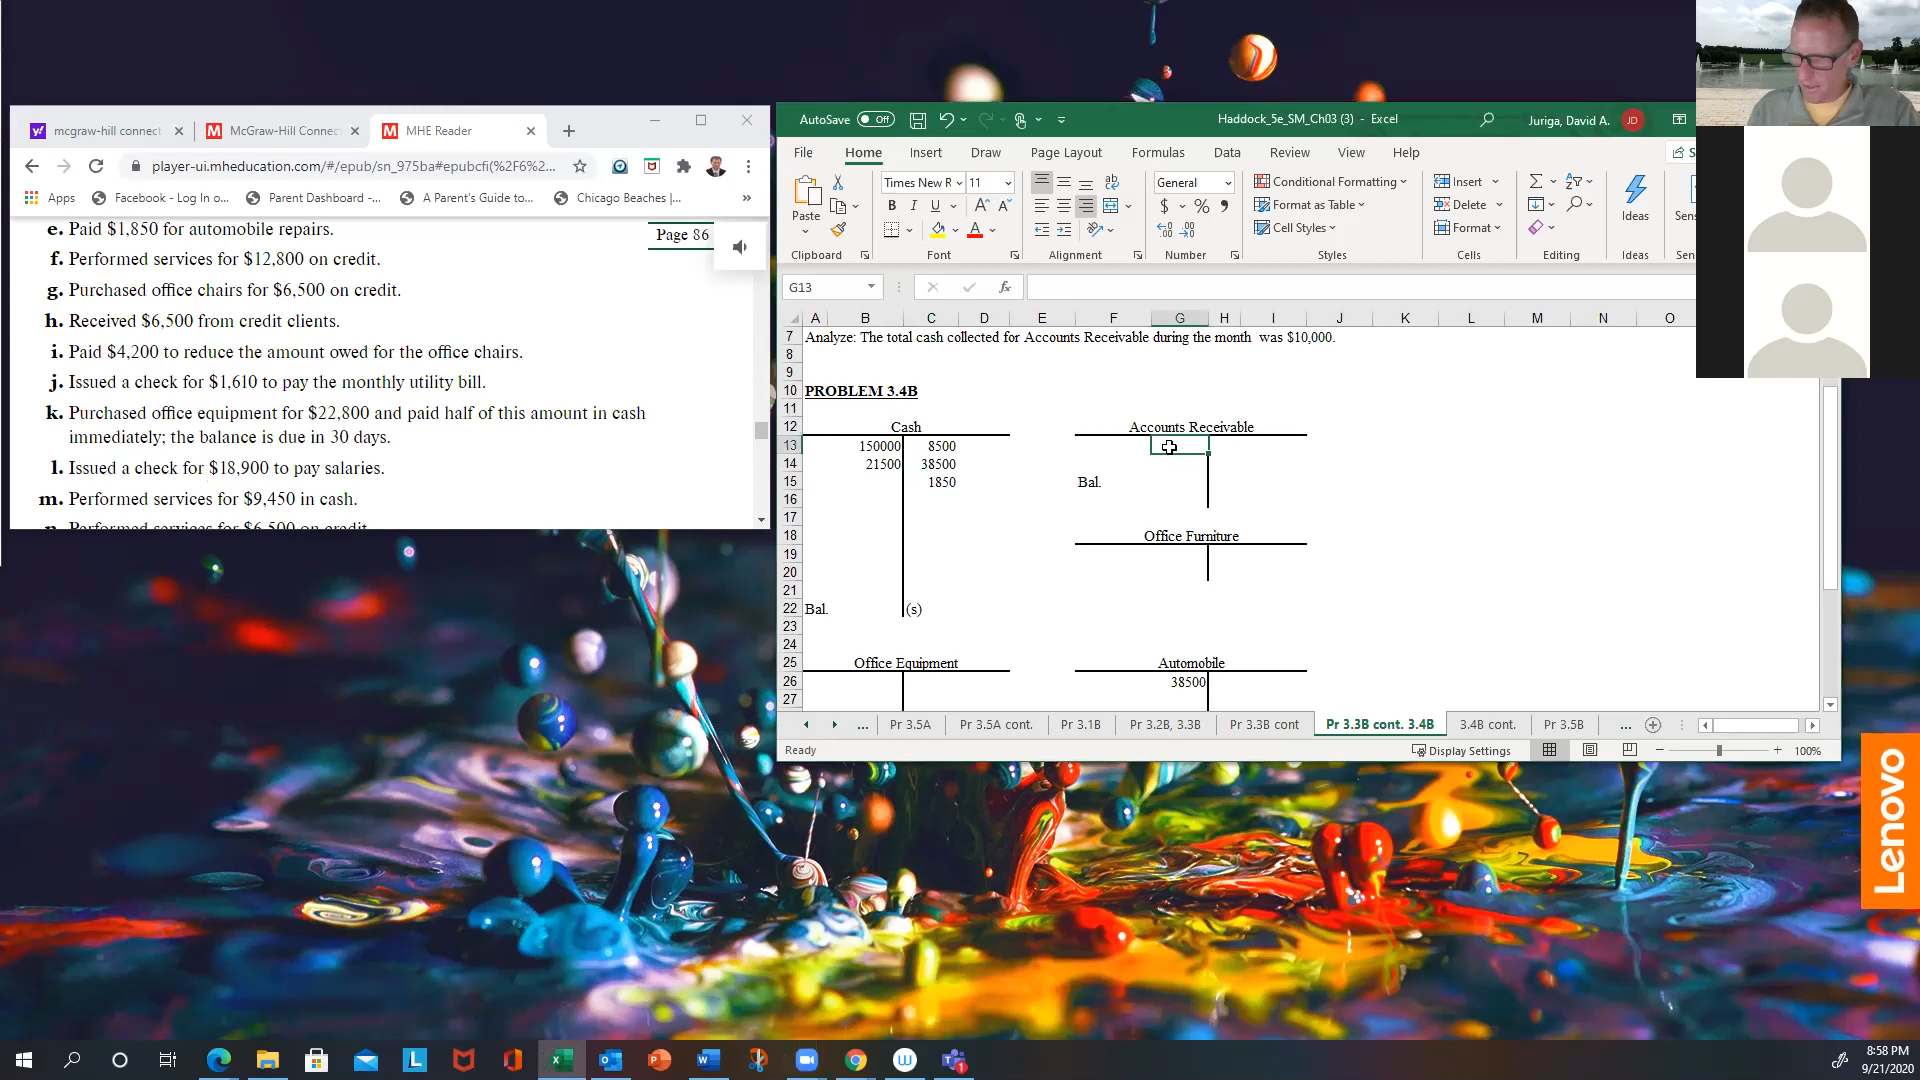 mcgraw-hill connect
McGraw-Hill Connec
MHE Reader
player-ui.mheducation.com/#/epub/sn_975ba#epubcfi(%2F6%2...
Apps
Facebook - Log In o...
Parent Dashboard -...
A Parent's Guide to...
Chicago Beaches |...
»
e. Paid $1,850 for automobile repairs.
Page 86
f. Performed services for $12,800 on credit.
g. Purchased office chairs for $6,500 on credit.
h. Received $6,500 from credit clients.
i. Paid $4,200 to reduce the amount owed for the office chairs.
j. Issued a check for $1,610 to pay the monthly utility bill.
k. Purchased office equipment for $22,800 and paid half of this amount in cash
immediately; the balance is due in 30 days.
l. Issued a check for $18,900 to pay salaries.
m. Performed services for $9,450 in cash.
n. Performed services for $6,500 on credit.
AutoSave Off
Haddock_5e_SM_Ch03 (3) - Excel
Juriga, David A. JD
File Home Insert Draw Page Layout Formulas Data Review View Help
S
Paste
Times New R 11
General
Conditional Formatting
Format as Table
Cell Styles
Insert
Delete
Format
Ideas
Sens
Clipboard Font Alignment Number Styles Cells Editing Ideas Sen
G13
fx
A B C D E F G H I J K L M N O
7 Analyze: The total cash collected for Accounts Receivable during the month was $10,000.
8
9
10 PROBLEM 3.4B
11
12 Cash Accounts Receivable
13 150000 8500
14 21500 38500
15 1850 Bal.
16
17
18 Office Furniture
19
20
21
22 Bal. (s)
23
24
25 Office Equipment Automobile
26 38500
27
... Pr 3.5A Pr 3.5A cont. Pr 3.1B Pr 3.2B, 3.3B Pr 3.3B cont Pr 3.3B cont. 3.4B 3.4B cont. Pr 3.5B ...
Ready
Display Settings
100%
Lenovo
8:58 PM
9/21/2020